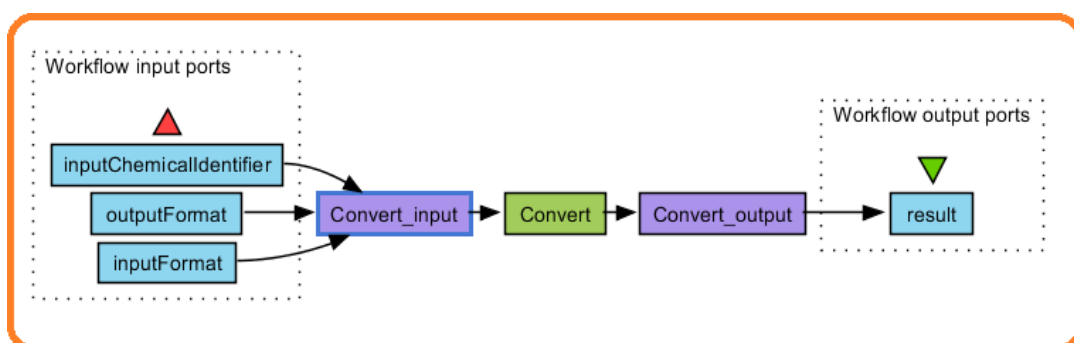 Workflow input ports
inputChemicalIdentifier
outputFormat
inputFormat
Convert_input
Convert
Convert_output
Workflow output ports
result